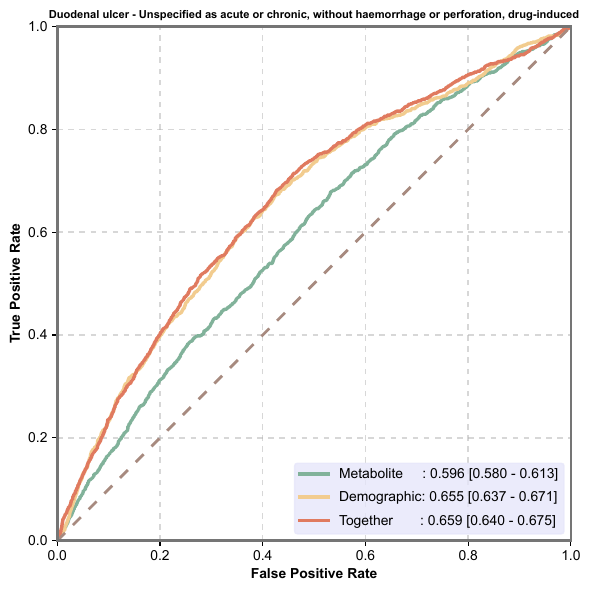 Duodenal ulcer - Unspecified as acute or chronic, without haemorrhage or perforation, drug-induced
1.0
0.8
0.6
0.4
0.2
0.0
True Positive Rate
Metabolite : 0.596 [0.580 - 0.613]
Demographic: 0.655 [0.637 - 0.671]
Together : 0.659 [0.640 - 0.675]
0.0 0.2 0.4 0.6 0.8 1.0
False Positive Rate